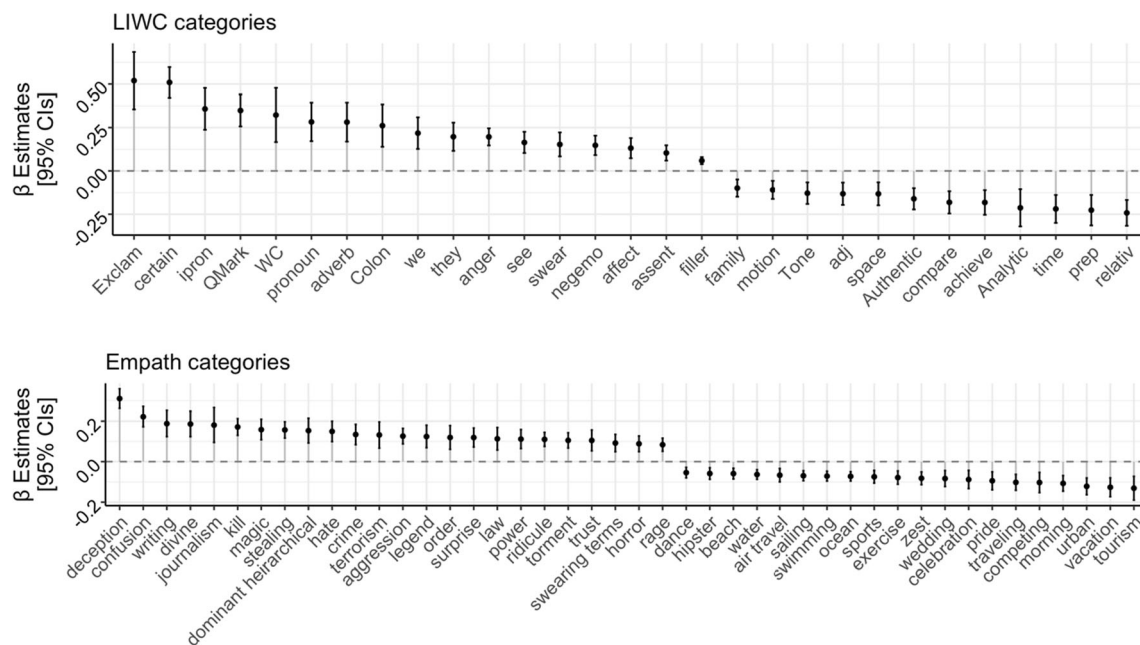 LIWC categories
β Estimates
[95% CIs]
0.50
0.25
0.00
-0.25
Exclam
certain
ipron
QMark
WC
pronoun
adverb
Colon
we
they
anger
see
swear
negemo
affect
assent
filler
family
motion
Tone
adj
space
Authentic
compare
achieve
Analytic
time
prep
relativ
Empath categories
β Estimates
[95% CIs]
0.2
0.0
-0.2
deception
confusion
writing
divine
journalism
kill
magic
stealing
dominant heirarchical
hate
crime
terrorism
aggression
legend
order
surprise
law
power
ridicule
torment
trust
swearing terms
horror
rage
dance
hipster
beach
water
air travel
sailing
swimming
ocean
sports
exercise
zest
wedding
celebration
pride
traveling
competing
morning
urban
vacation
tourism